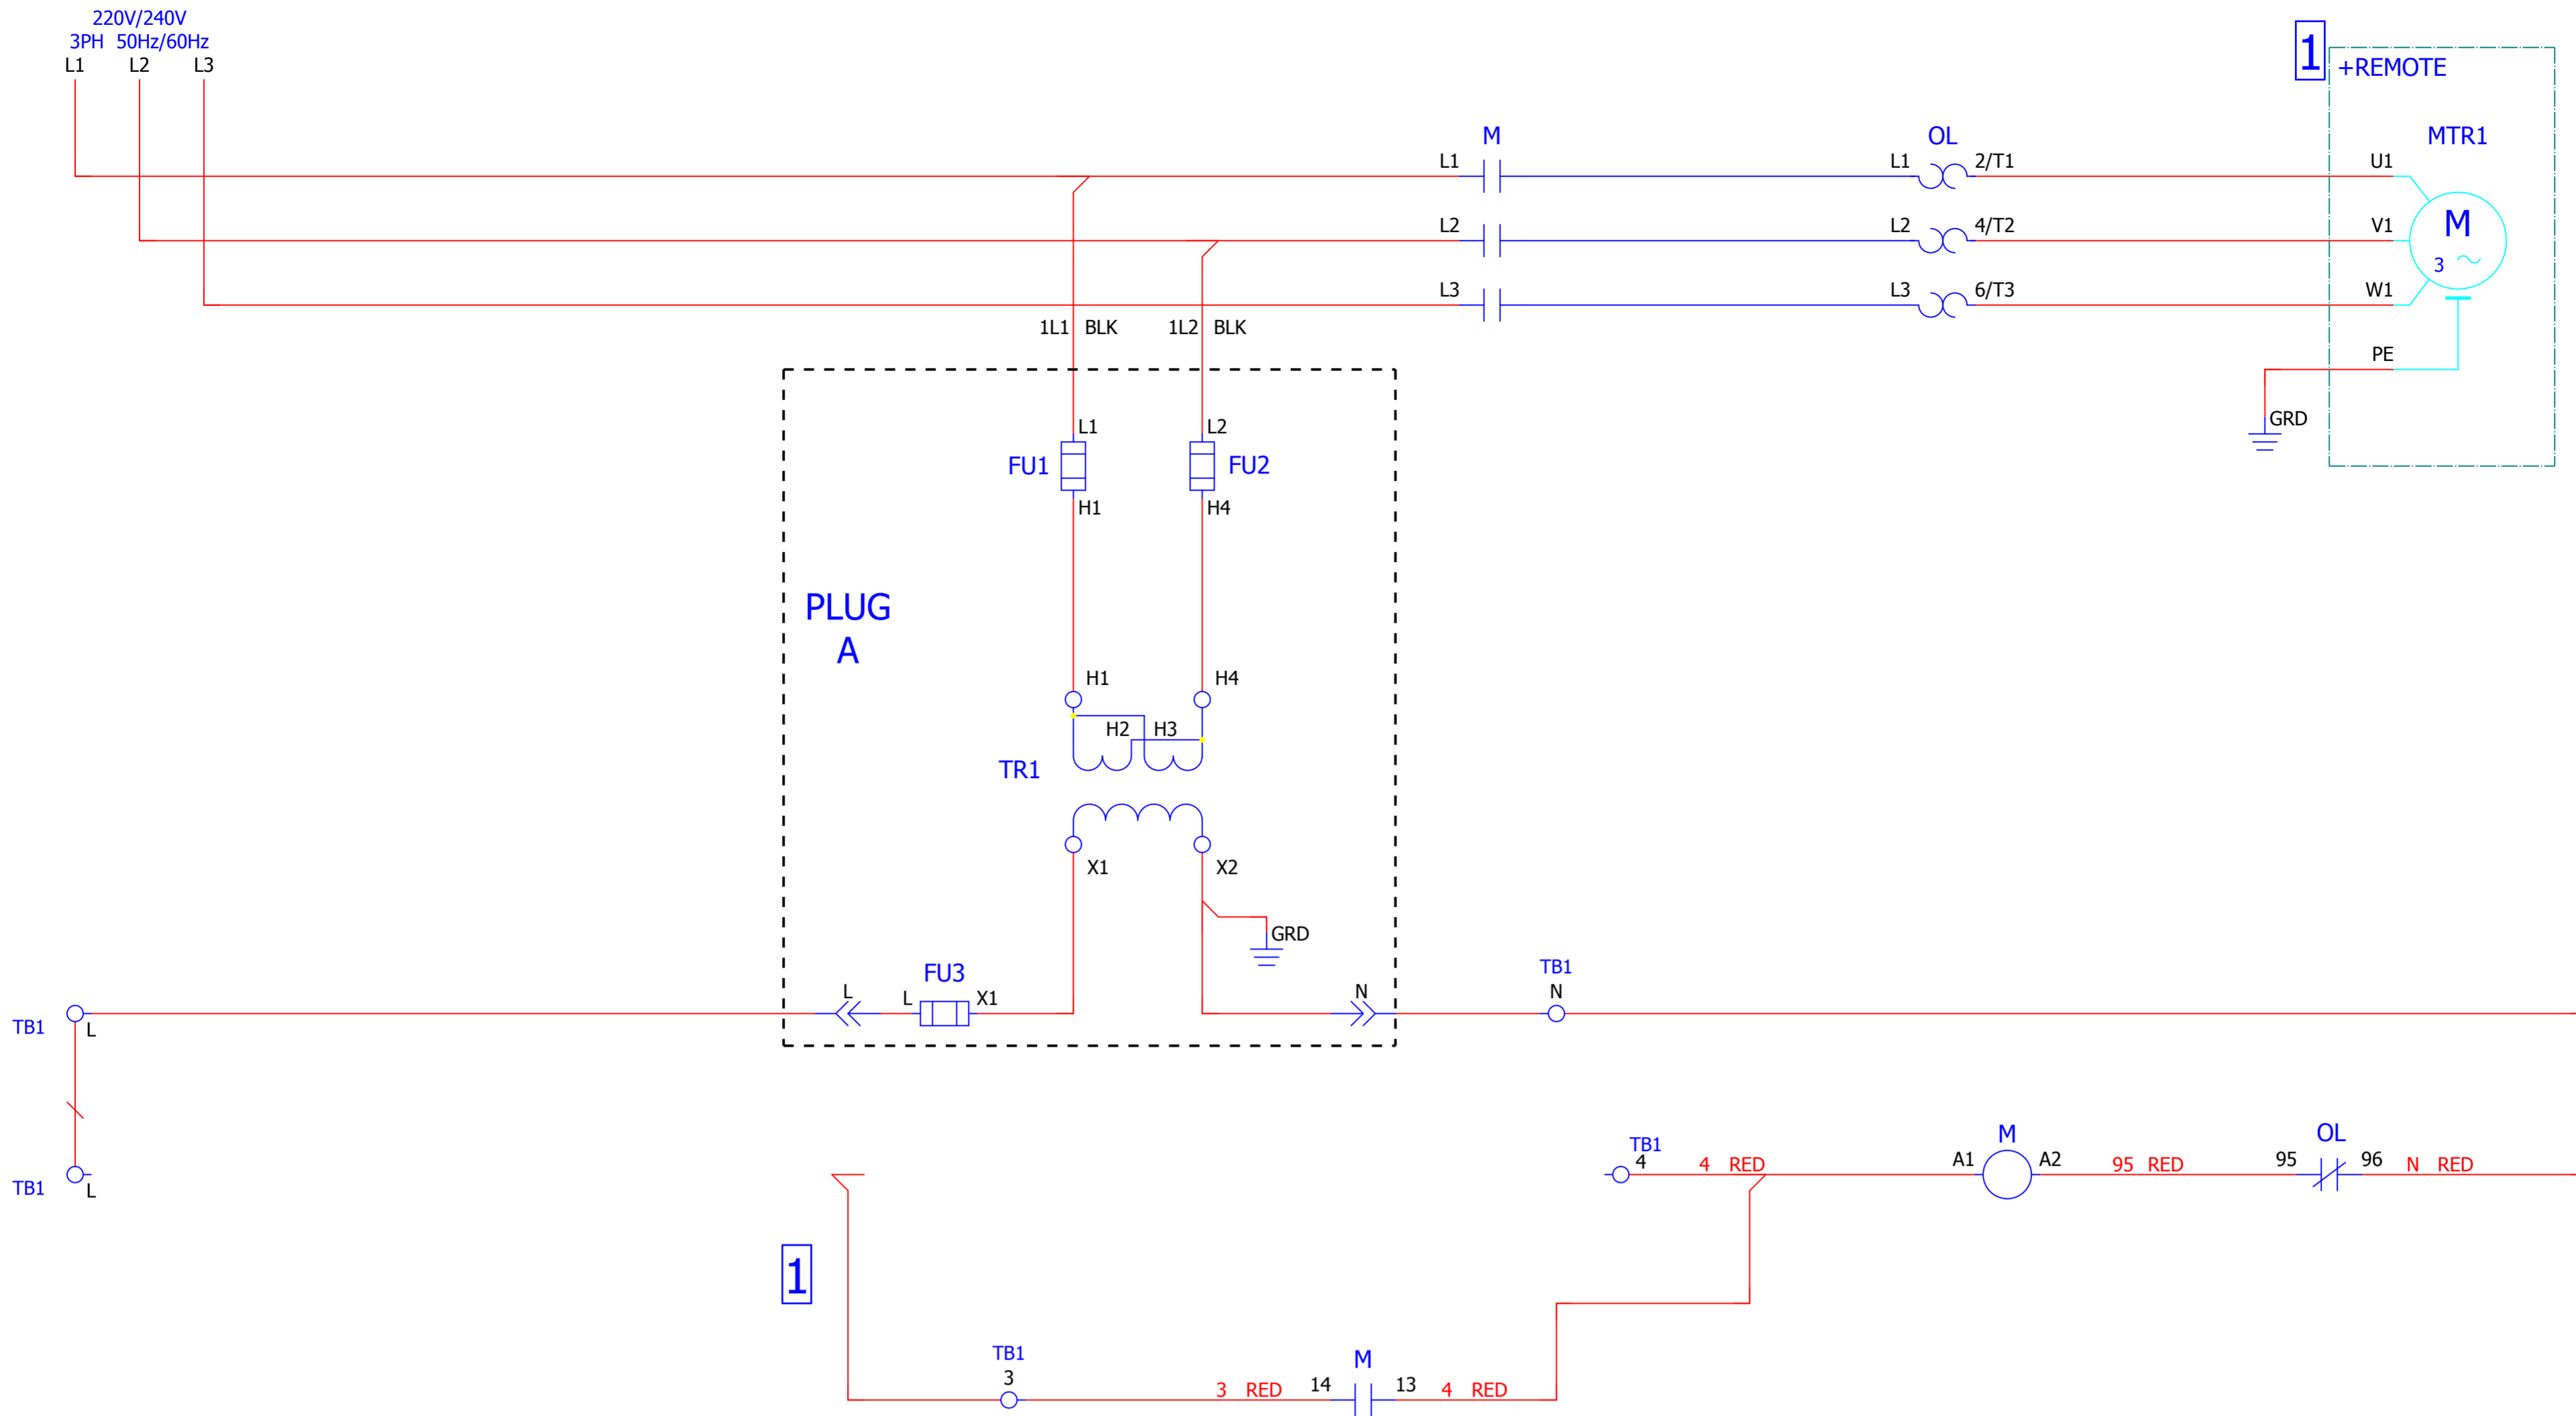 220V/240V
3PH 50Hz/60Hz
L1 L2 L3
1
+REMOTE
M OL MTR1
L1 L1 2/T1 U1
M
L2 L2 4/T2 V1
3
L3 L3 6/T3 W1
1L1 BLK 1L2 BLK
PE
GRD
L1 L2
FU1 FU2
H1 H4
PLUG
A
H1 H4
H2 H3
TR1
X1 X2
GRD
FU3 TB1
L L X1 N N
TB1 L
TB1 M OL
4 4 RED A1 A2 95 RED 95 96 N RED
TB1 L
1
TB1 M
3
3 RED 14 13 4 RED